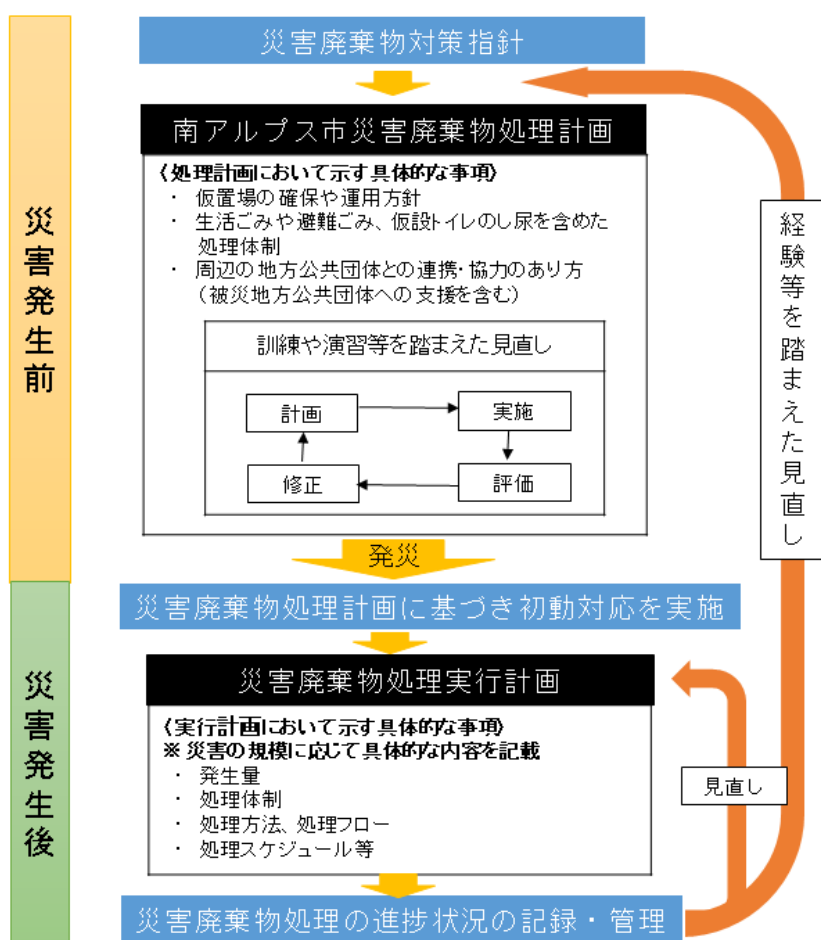 災害発生前
災害廃棄物対策指針
南アルプス市災害廃棄物処理計画
《処理計画において示す具体的な事項》
・ 仮置場の確保や運用方針
・ 生活ごみや避難ごみ、仮設トイレのし尿を含めた
処理体制
・ 周辺の地方公共団体との連携・協力のあり方
（被災地方公共団体への支援を含む）
訓練や演習等を踏まえた見直し
計画
実施
修正
評価
経験等を踏まえた見直し
発災
災害発生後
災害廃棄物処理計画に基づき初動対応を実施
災害廃棄物処理実行計画
《実行計画において示す具体的な事項》
※災害の規模に応じて具体的な内容を記載
・ 発生量
・ 処理体制
・ 処理方法、処理フロー
・ 処理スケジュール等
見直し
災害廃棄物処理の進捗状況の記録・管理